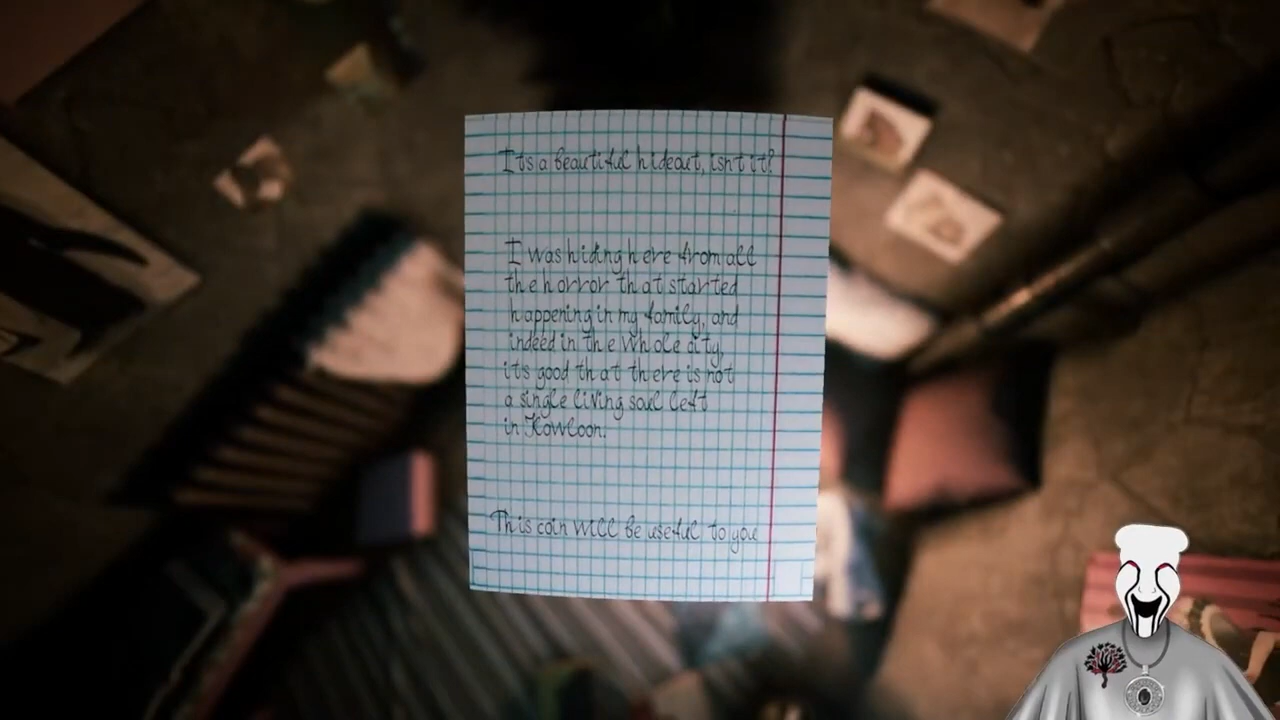 Its a beautiful hideout, isnt it?
I was hiding here from all
the horror that started
happening in my family, and
indeed in the whole city,
it's good that there is not
a single living soul left
in Kowloon.
This coin will be useful to you